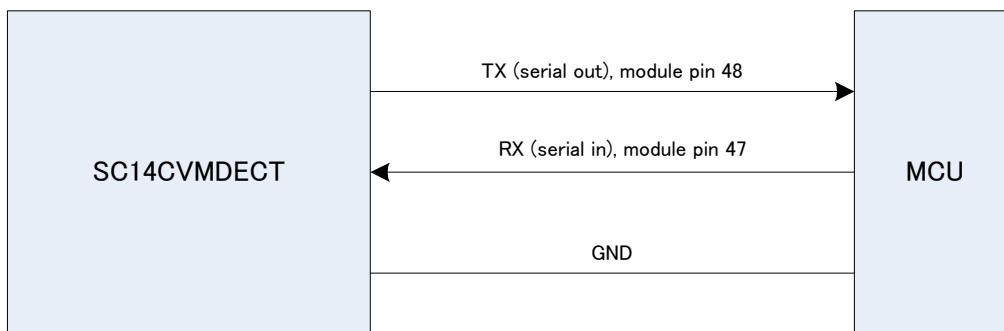 TX (serial out), module pin 48
RX (serial in), module pin 47
SC14CVMDECT
MCU
GND